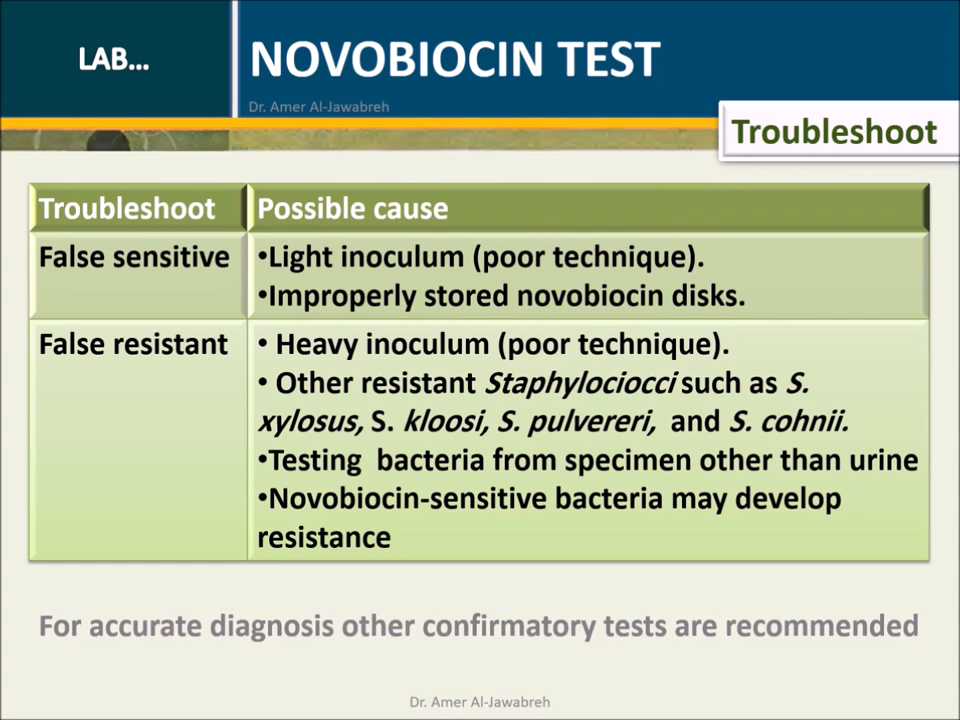 LAB...
NOVOBIOCIN TEST
Dr. Amer Al-Jawabreh
Troubleshoot
Troubleshoot Possible cause
False sensitive •Light inoculum (poor technique).
•Improperly stored novobiocin disks.
False resistant • Heavy inoculum (poor technique).
• Other resistant Staphylociocci such as S.
xylosus, S. kloosi, S. pulvereri, and S. cohnii.
•Testing bacteria from specimen other than urine
•Novobiocin-sensitive bacteria may develop
resistance
For accurate diagnosis other confirmatory tests are recommended
Dr. Amer Al-Jawabreh